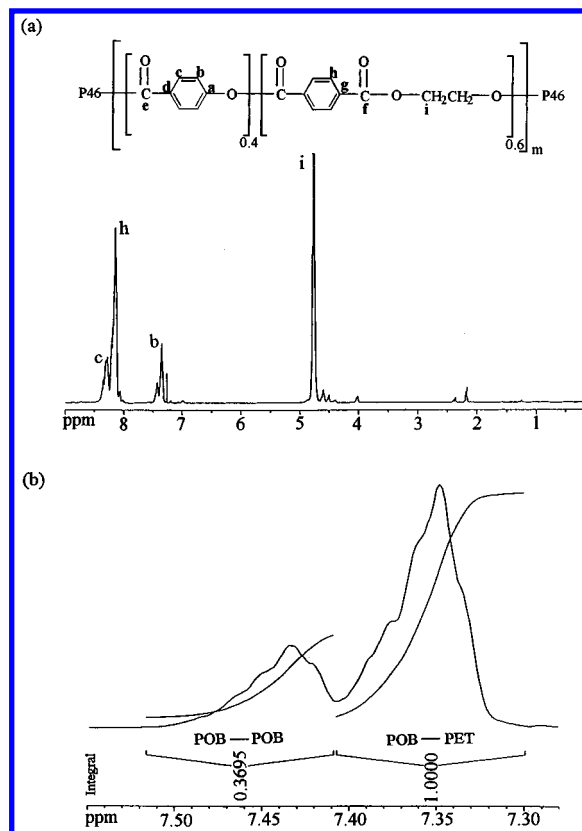 (a)
O O O
P46 C e d c b a O C h g C f O CH₂CH₂ i O P46
0.4 0.6 m
i
h
b
c
ppm 8 7 6 5 4 3 2 1
(b)
POB — POB POB — PET
Integral 0.3695 1.0000
ppm 7.50 7.45 7.40 7.35 7.30